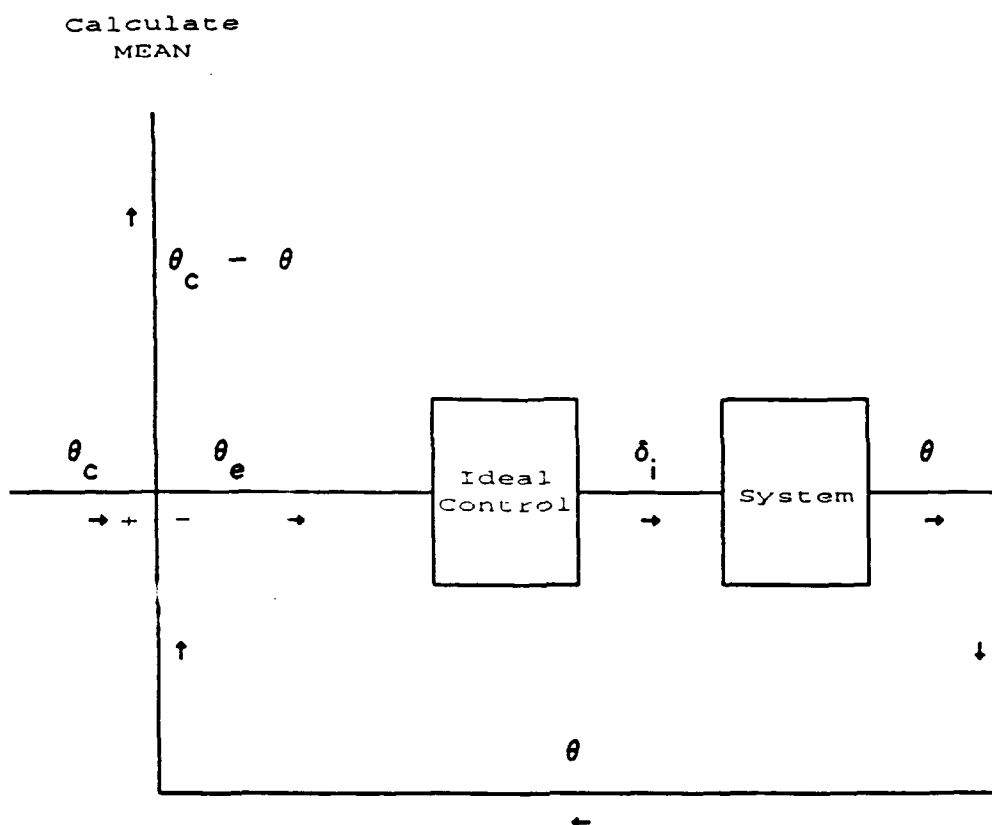 Calculate
MEAN
↑
θc − θ
θc θe δi θ
Ideal
Control
System
→ + − → → →
↑ ↓
θ
←